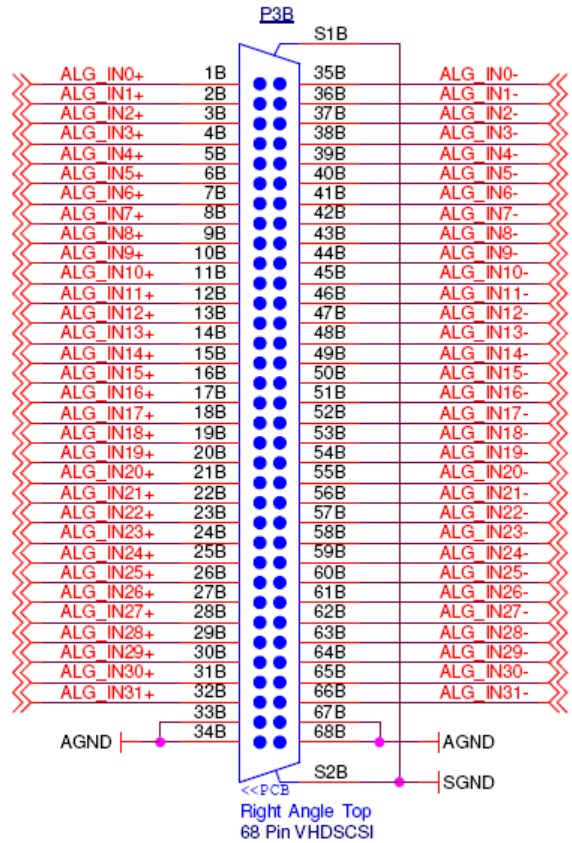 P3B
S1B
ALG_IN0+ 1B 35B ALG_IN0-
ALG_IN1+ 2B 36B ALG_IN1-
ALG_IN2+ 3B 37B ALG_IN2-
ALG_IN3+ 4B 38B ALG_IN3-
ALG_IN4+ 5B 39B ALG_IN4-
ALG_IN5+ 6B 40B ALG_IN5-
ALG_IN6+ 7B 41B ALG_IN6-
ALG_IN7+ 8B 42B ALG_IN7-
ALG_IN8+ 9B 43B ALG_IN8-
ALG_IN9+ 10B 44B ALG_IN9-
ALG_IN10+ 11B 45B ALG_IN10-
ALG_IN11+ 12B 46B ALG_IN11-
ALG_IN12+ 13B 47B ALG_IN12-
ALG_IN13+ 14B 48B ALG_IN13-
ALG_IN14+ 15B 49B ALG_IN14-
ALG_IN15+ 16B 50B ALG_IN15-
ALG_IN16+ 17B 51B ALG_IN16-
ALG_IN17+ 18B 52B ALG_IN17-
ALG_IN18+ 19B 53B ALG_IN18-
ALG_IN19+ 20B 54B ALG_IN19-
ALG_IN20+ 21B 55B ALG_IN20-
ALG_IN21+ 22B 56B ALG_IN21-
ALG_IN22+ 23B 57B ALG_IN22-
ALG_IN23+ 24B 58B ALG_IN23-
ALG_IN24+ 25B 59B ALG_IN24-
ALG_IN25+ 26B 60B ALG_IN25-
ALG_IN26+ 27B 61B ALG_IN26-
ALG_IN27+ 28B 62B ALG_IN27-
ALG_IN28+ 29B 63B ALG_IN28-
ALG_IN29+ 30B 64B ALG_IN29-
ALG_IN30+ 31B 65B ALG_IN30-
ALG_IN31+ 32B 66B ALG_IN31-
33B 67B
AGND 34B 68B AGND
S2B SGND
<<PCB
Right Angle Top
68 Pin VHDSCSI